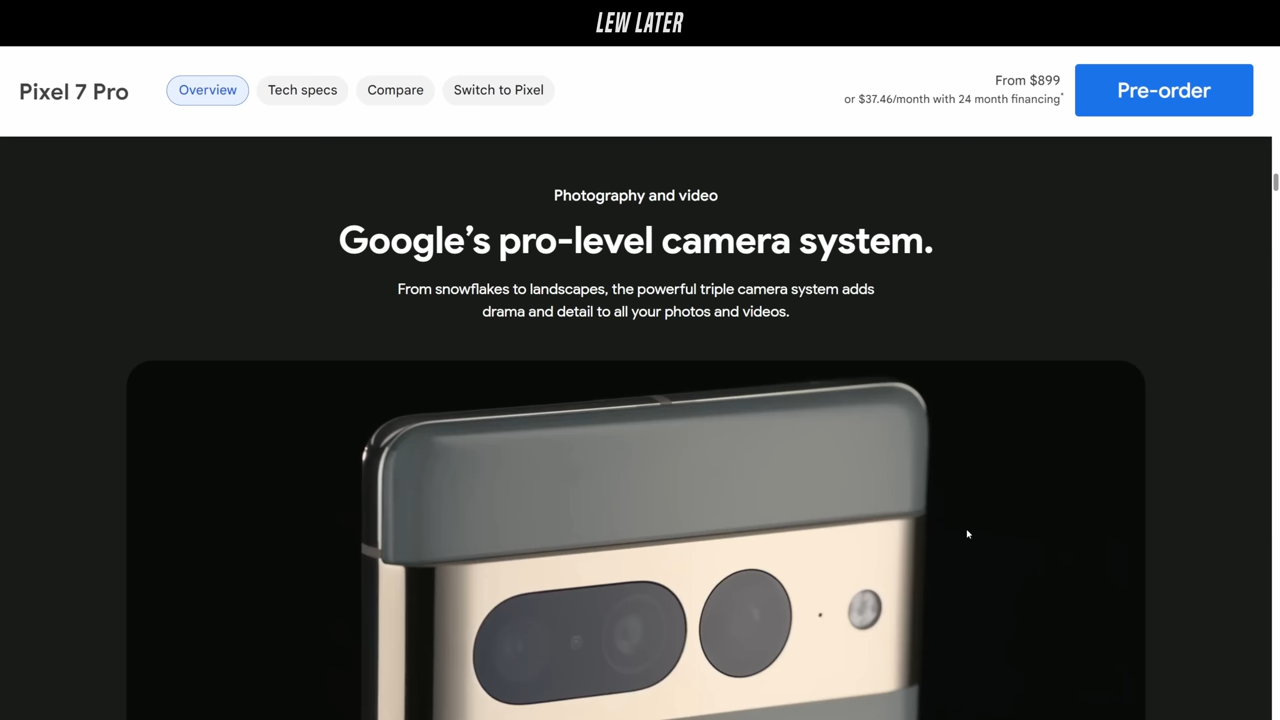 LEW LATER
Pixel 7 Pro
Overview
Tech specs
Compare
Switch to Pixel
From $899
or $37.46/month with 24 month financing*
Pre-order
Photography and video
Google’s pro-level camera system.
From snowflakes to landscapes, the powerful triple camera system adds
drama and detail to all your photos and videos.